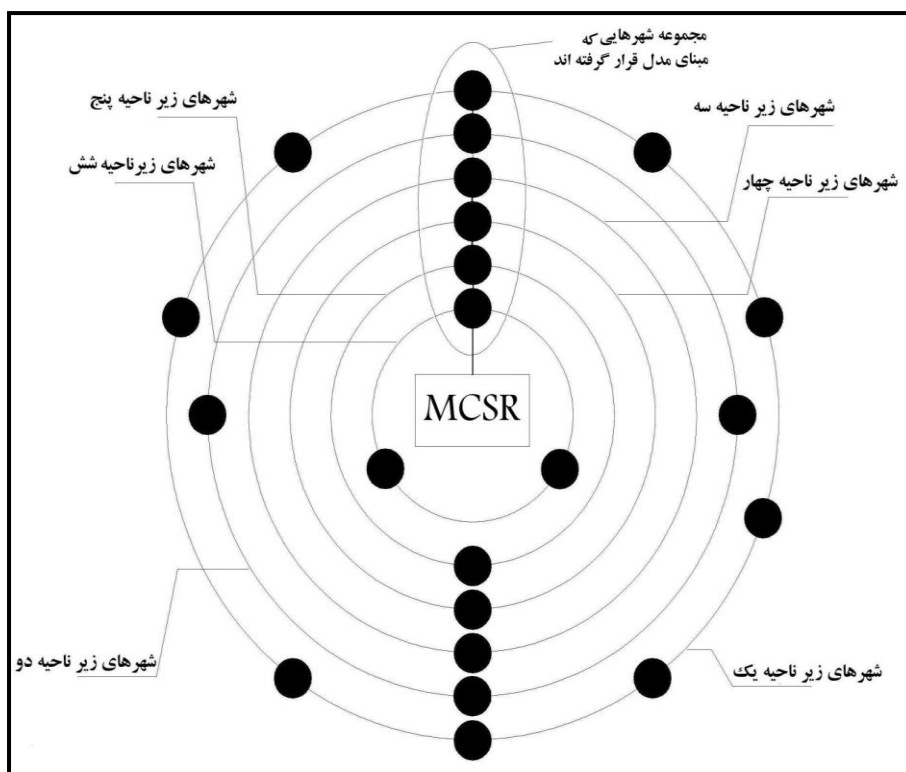 مجموعه شهرهایی که
مبنای مدل قرار گرفته اند
شهرهای زیر ناحیه پنج
شهرهای زیر ناحیه سه
شهرهای زیرناحیه شش
شهرهای زیر ناحیه چهار
MCSR
شهرهای زیر ناحیه دو
شهرهای زیر ناحیه یک